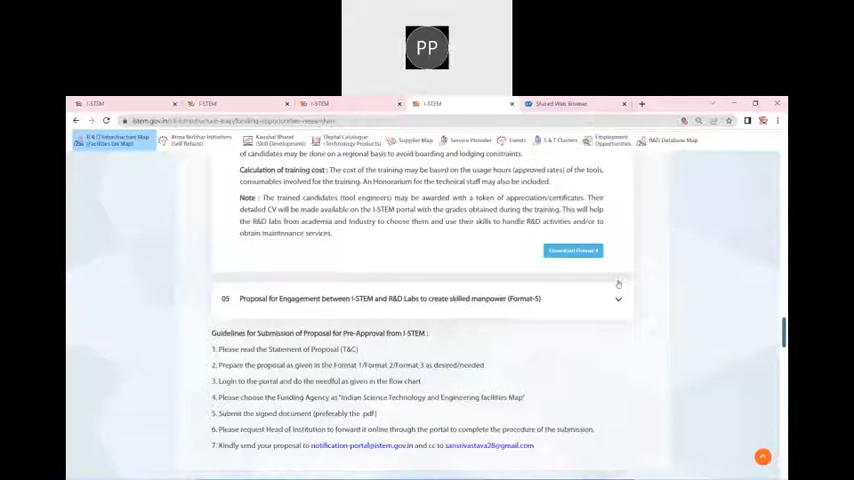 PP
I-STEM
I-STEM
I-STEM
I-STEM
Shared Web Browser
R & D Infrastructure Map
(Facilities On Map)
Atma Nirbhar Initiatives
(Self Reliant)
Kaushal Bharat
(Skill Development)
Digital Catalogue
(Technology Products)
Supplier Map
Service Provider
Events
S & T Clusters
Employment
Opportunities
R&D Database Map
of candidates may be done on a regional basis to avoid boarding and lodging constraints.
Calculation of training cost : The cost of the training may be based on the usage hours (approved rates) of the tools,
consumables involved for the training. An Honorarium for the technical staff may also be included.
Note : The trained candidates (tool engineers) may be awarded with a token of appreciation/certificates. Their
detailed CV will be made available on the I-STEM portal with the grades obtained during the training. This will help
the R&D labs from academia and Industry to choose them and use their skills to handle R&D activities and/or to
obtain maintenance services.
Download Format 4
05 Proposal for Engagement between I-STEM and R&D Labs to create skilled manpower (Format-5)
Guidelines for Submission of Proposal for Pre-Approval from I-STEM :
1. Please read the Statement of Proposal (T&C)
2. Prepare the proposal as given in the Format 1/Format 2/Format 3 as desired/needed
3. Login to the portal and do the needful as given in the flow chart
4. Please choose the Funding Agency as "Indian Science Technology and Engineering facilities Map"
5. Submit the signed document (preferably the .pdf)
6. Please request Head of Institution to forward it online through the portal to complete the procedure of the submission.
7. Kindly send your proposal to notification-portal@istem.gov.in and cc to sansrivastava28@gmail.com